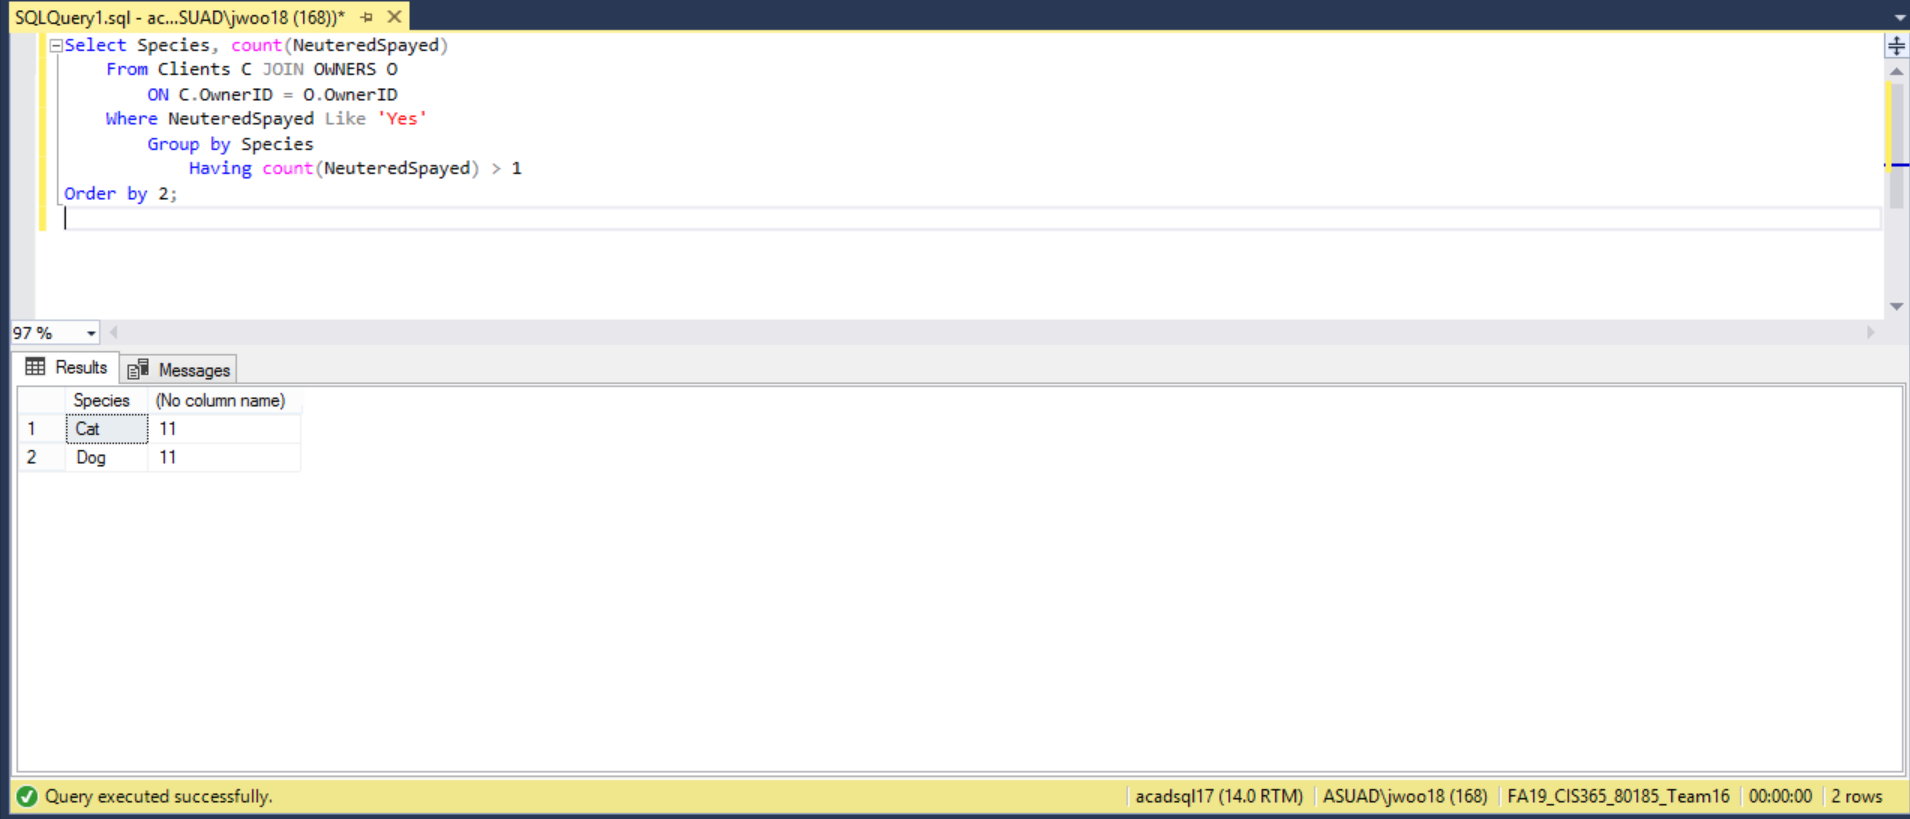 SQLQuery1.sql - ac...SUAD\jwoo18 (168))*
Select Species, count(NeuteredSpayed)
From Clients C JOIN OWNERS O
ON C.OwnerID = O.OwnerID
Where NeuteredSpayed Like 'Yes'
Group by Species
Having count(NeuteredSpayed) > 1
Order by 2;
97 %
Results Messages
Species (No column name)
1 Cat 11
2 Dog 11
Query executed successfully. acadsql17 (14.0 RTM) ASUAD\jwoo18 (168) FA19_CIS365_80185_Team16 00:00:00 2 rows